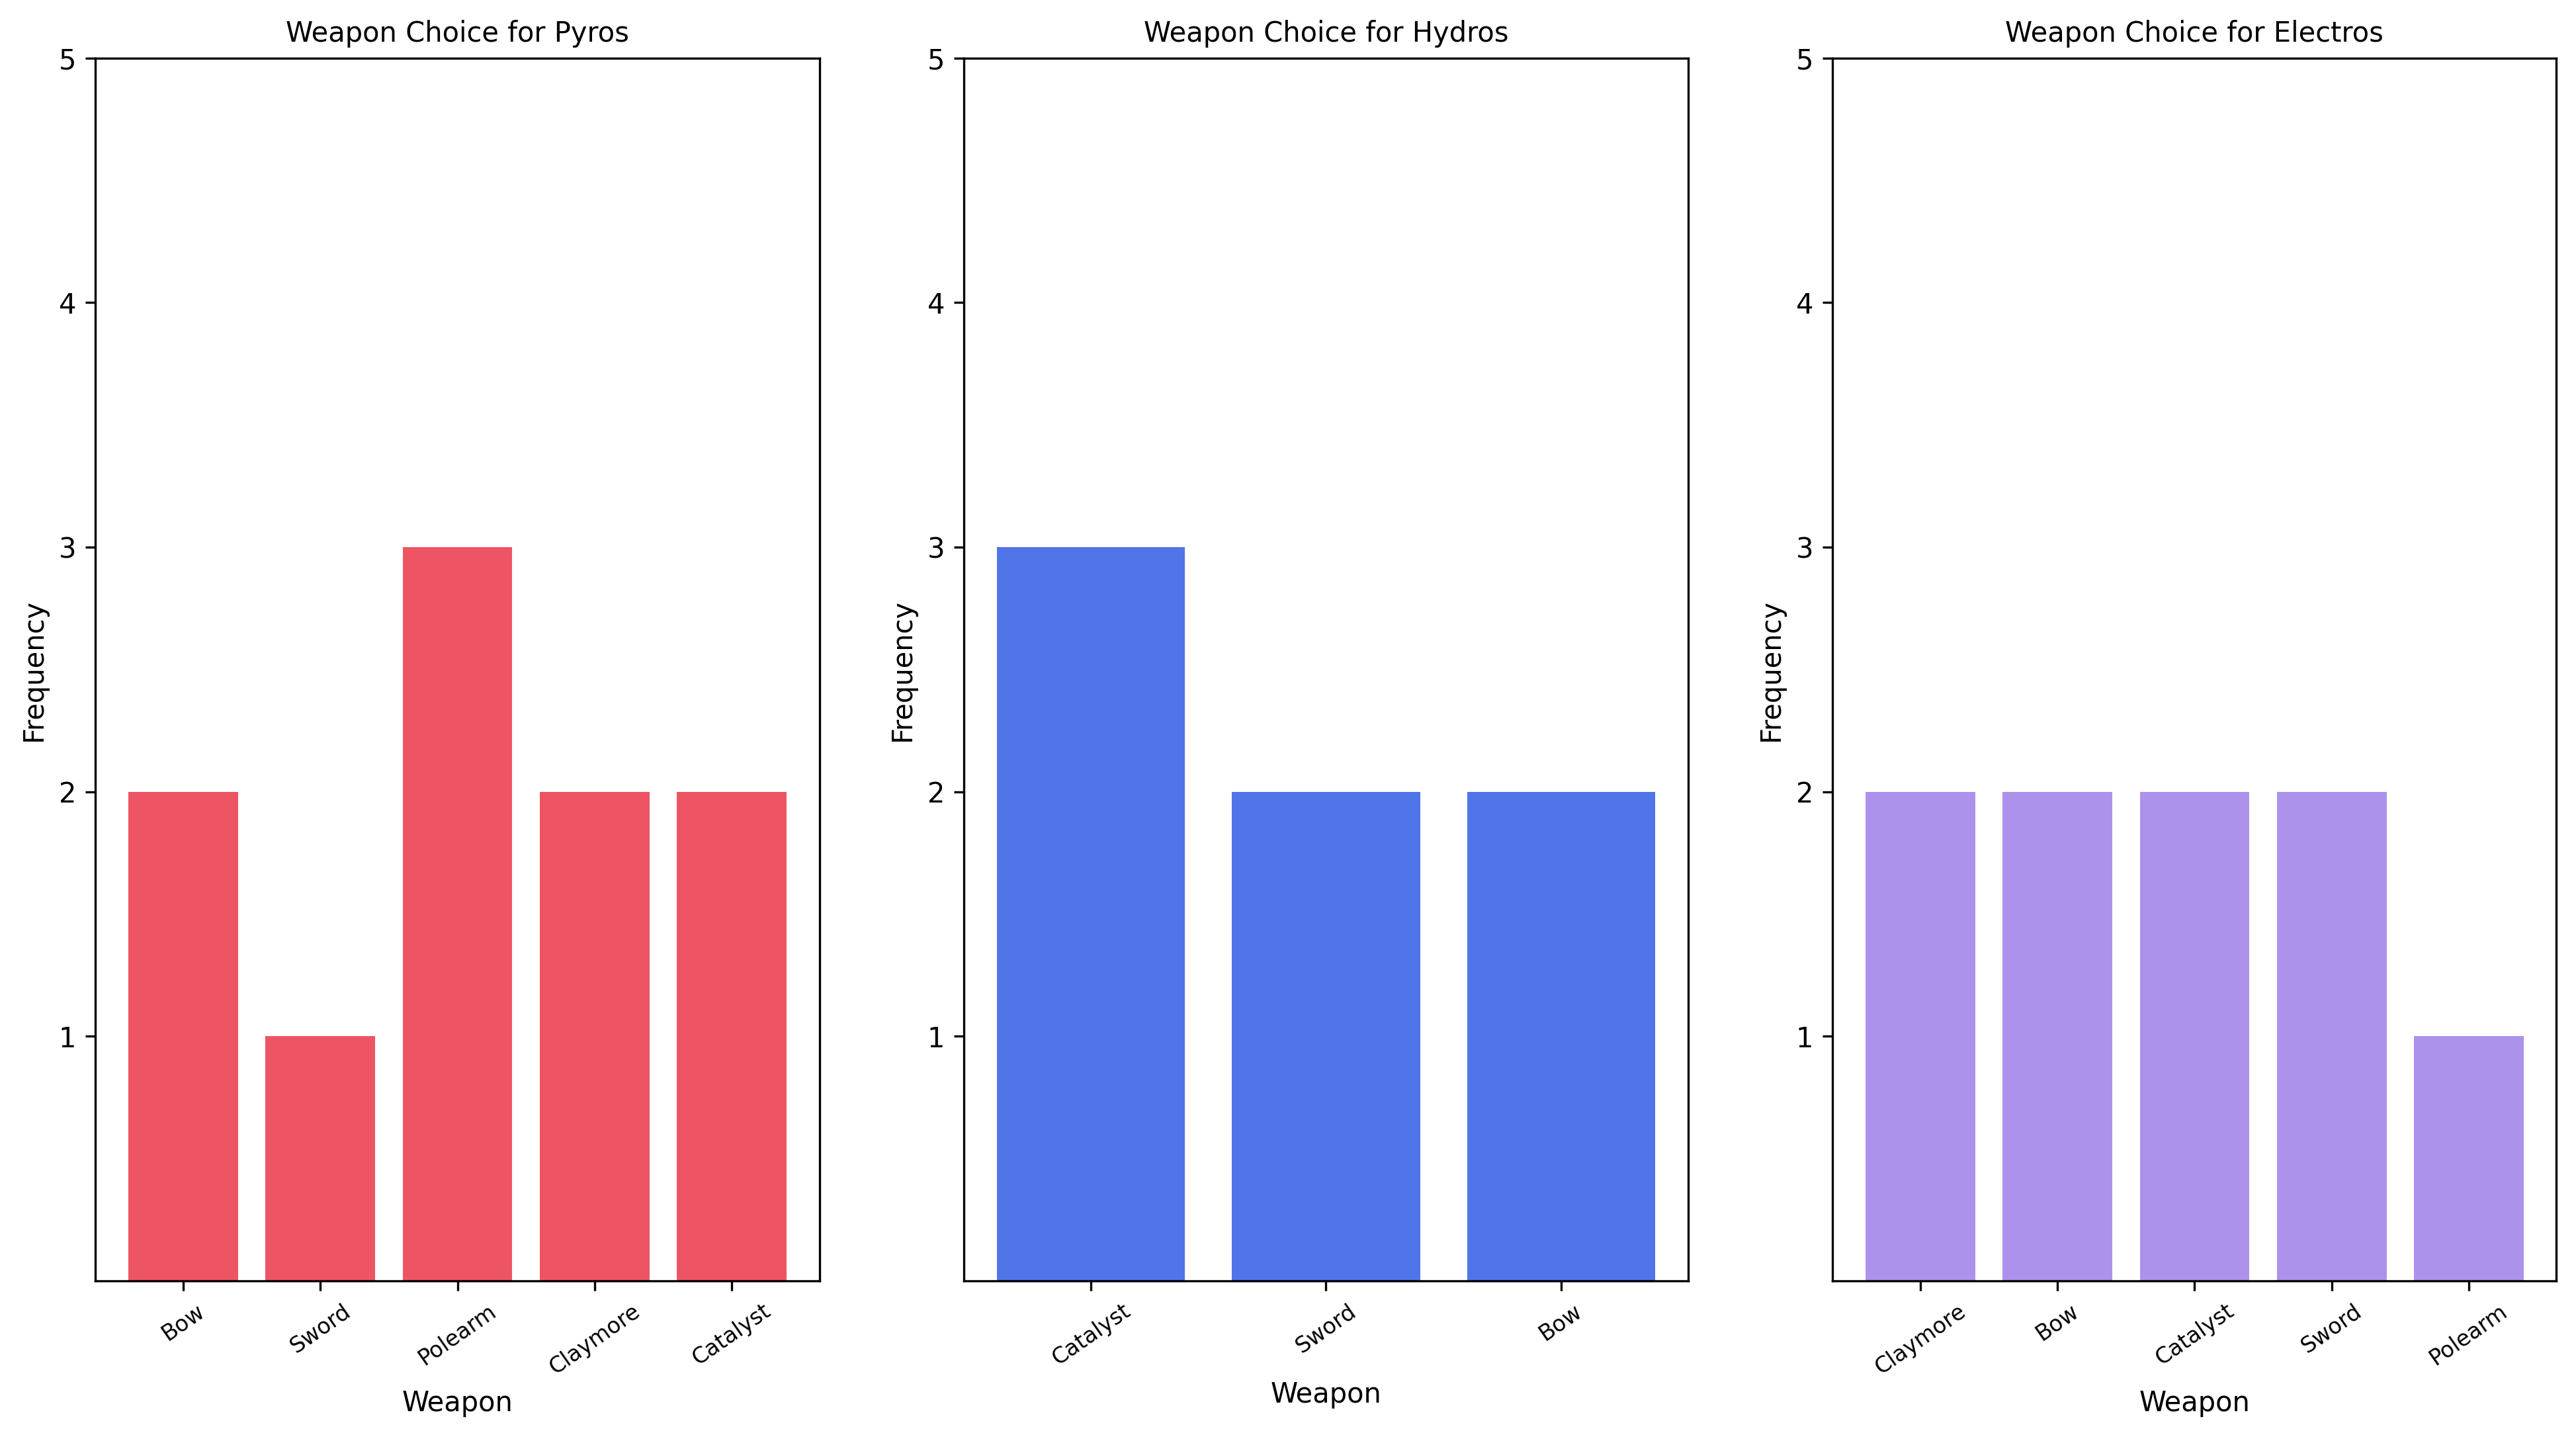 Weapon Choice for Pyros
5
4
3
2
1
Frequency
Bow
Sword
Polearm
Claymore
Catalyst
Weapon
Weapon Choice for Hydros
5
4
3
2
1
Frequency
Catalyst
Sword
Bow
Weapon
Weapon Choice for Electros
5
4
3
2
1
Frequency
Claymore
Bow
Catalyst
Sword
Polearm
Weapon